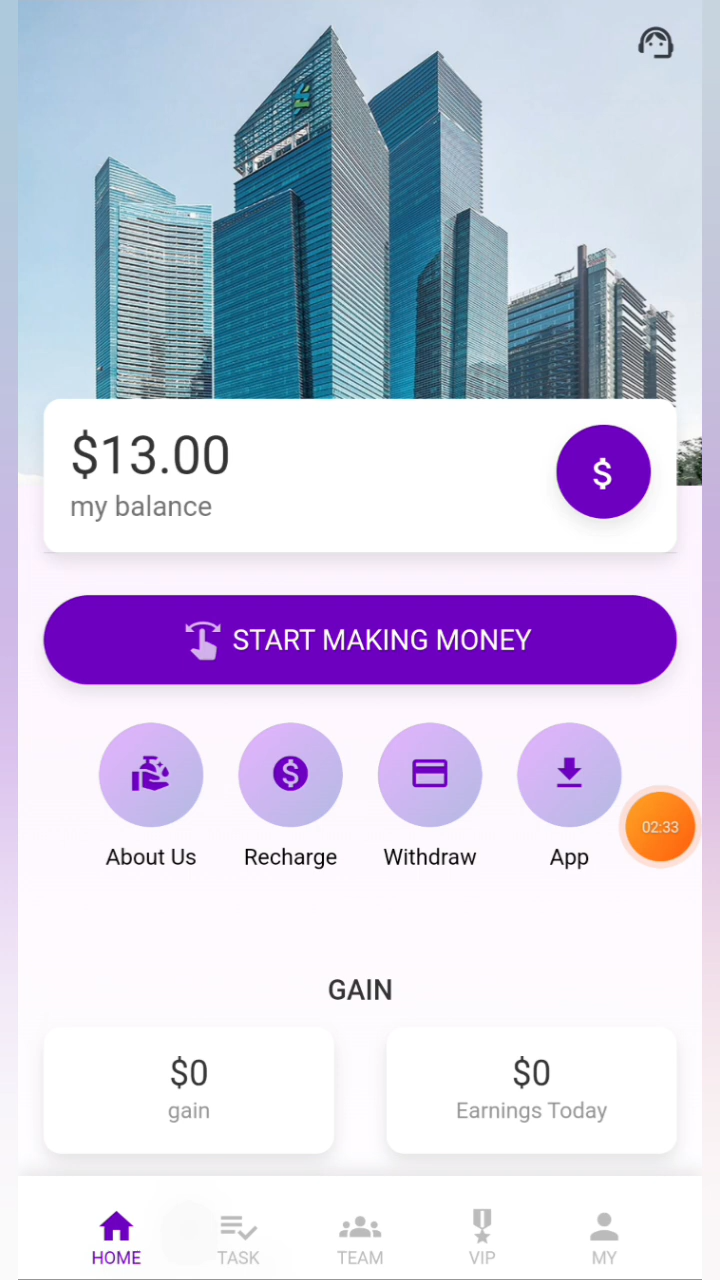 $13.00
my balance
START MAKING MONEY
About Us
Recharge
Withdraw
App
02:33
GAIN
$0
gain
$0
Earnings Today
HOME
TASK
TEAM
VIP
MY